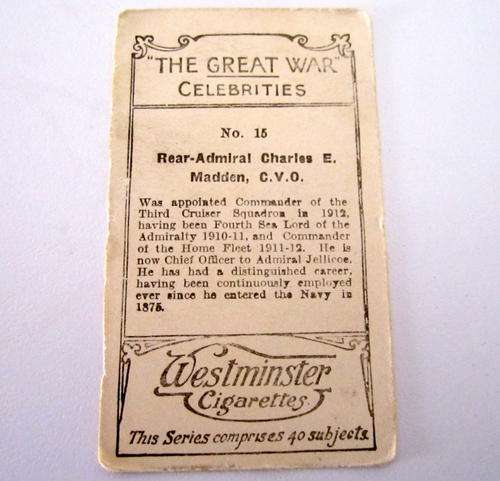 "THE GREAT WAR"
CELEBRITIES
No. 15
Rear-Admiral Charles E.
Madden, C.V.O.
Was appointed Commander of the
Third Cruiser Squadron in 1912,
having been Fourth Sea Lord of the
Admiralty 1910-11, and Commander
of the Home Fleet 1911-12. He is
now Chief Officer to Admiral Jellicoe.
He has had a distinguished career,
having been continuously employed
ever since he entered the Navy in
1875.
Westminster
Cigarettes.
This Series comprises 40 subjects.